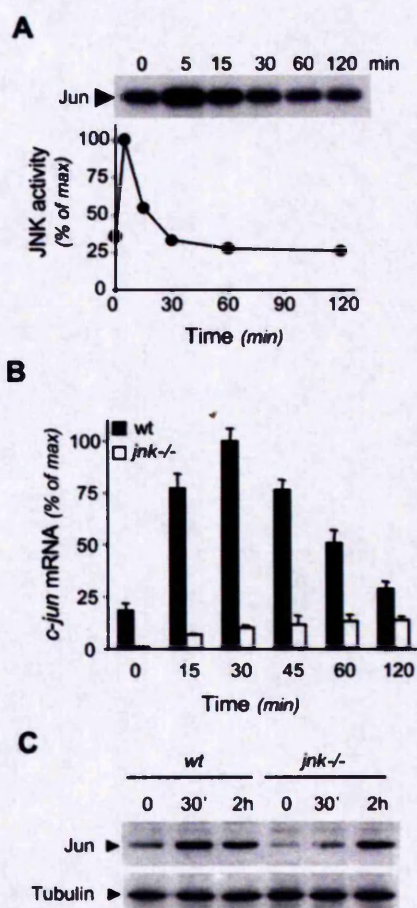 A
0 5 15 30 60 120 min
Jun
JNK activity
(% of max)
100
75
50
25
0
0 30 60 90 120
Time (min)
B
wt
jnk-/-
c-jun mRNA (% of max)
100
75
50
25
0
0 15 30 45 60 120
Time (min)
C
wt jnk-/-
0 30' 2h 0 30' 2h
Jun
Tubulin